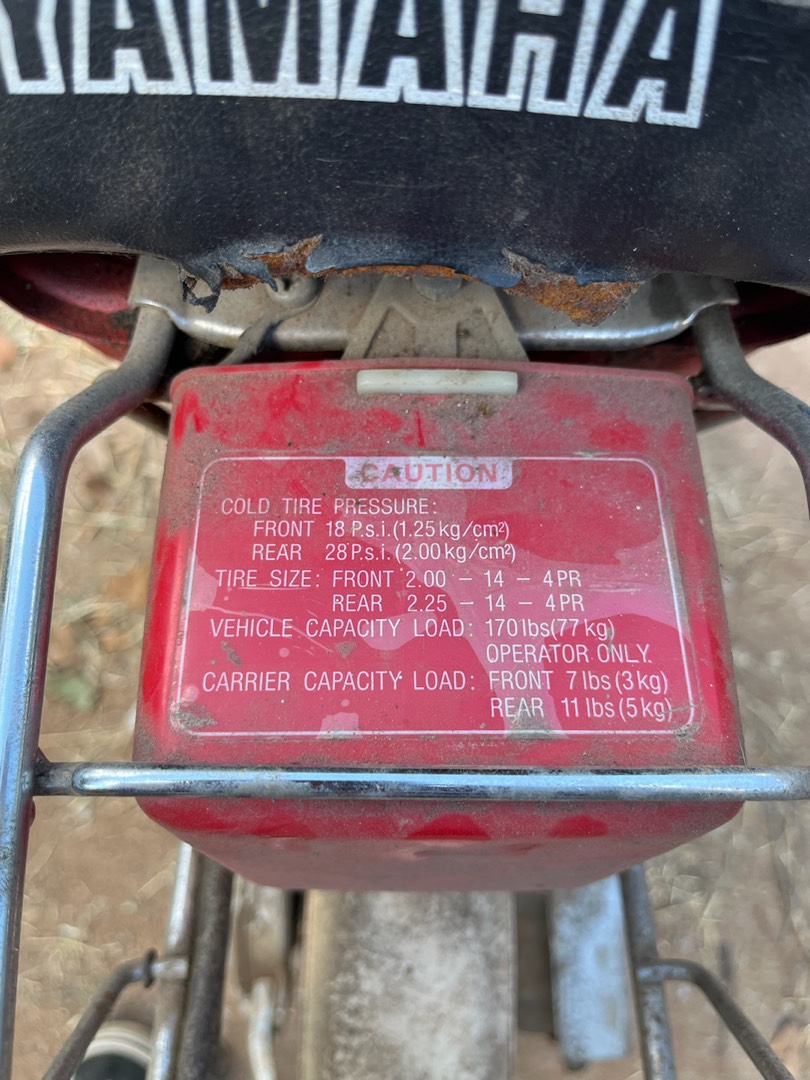 YAMAHA
CAUTION
COLD TIRE PRESSURE:
FRONT 18 P.s.i. (1.25 kg/cm²)
REAR 28 P.s.i. (2.00 kg/cm²)
TIRE SIZE: FRONT 2.00 – 14 – 4PR
REAR 2.25 – 14 – 4PR
VEHICLE CAPACITY LOAD: 170 lbs (77 kg)
OPERATOR ONLY.
CARRIER CAPACITY LOAD: FRONT 7 lbs (3 kg)
REAR 11 lbs (5 kg)